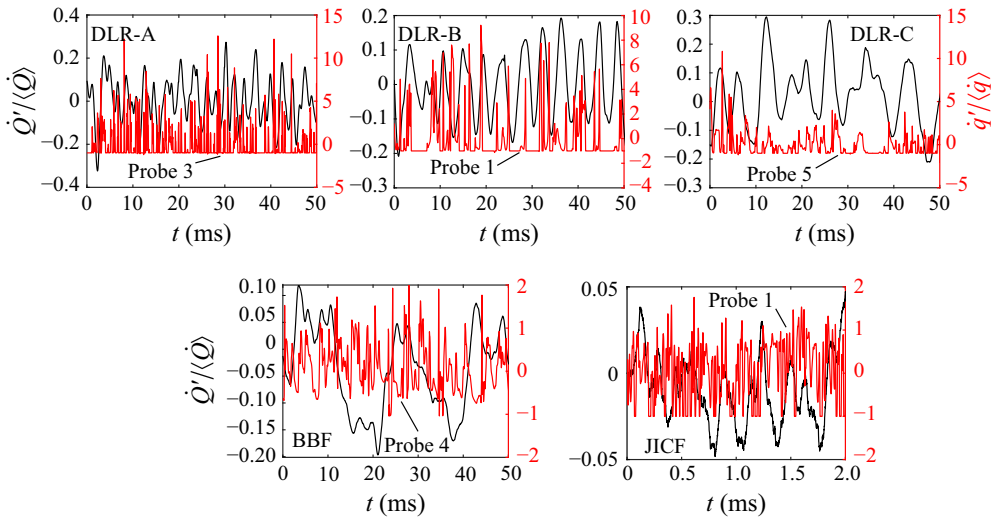 DLR-A
DLR-B
DLR-C
0.4
0.2
0
−0.2
0.4
15
10
5
0
−5
0.2
0.1
0
−0.1
0.2
0.3
10
8
6
4
2
0
−2
−4
0.3
0.2
0.1
0
−0.1
−0.2
0.3
15
10
5
0
−5
Q̇′/⟨Q̇⟩
q̇′/⟨q̇⟩
Probe 3
Probe 1
Probe 5
0 10 20 30 40 50
0 10 20 30 40 50
0 10 20 30 40 50
t (ms)
t (ms)
t (ms)
0.10
0.05
0
−0.05
−0.10
−0.20
2
1
0
−1
−2
0.05
0
−0.05
2
1
0
−1
−2
Q̇′/⟨Q̇⟩
Probe 1
BBF
Probe 4
JICF
0 10 20 30 40 50
0 0.5 1.0 1.5 2.0
t (ms)
t (ms)